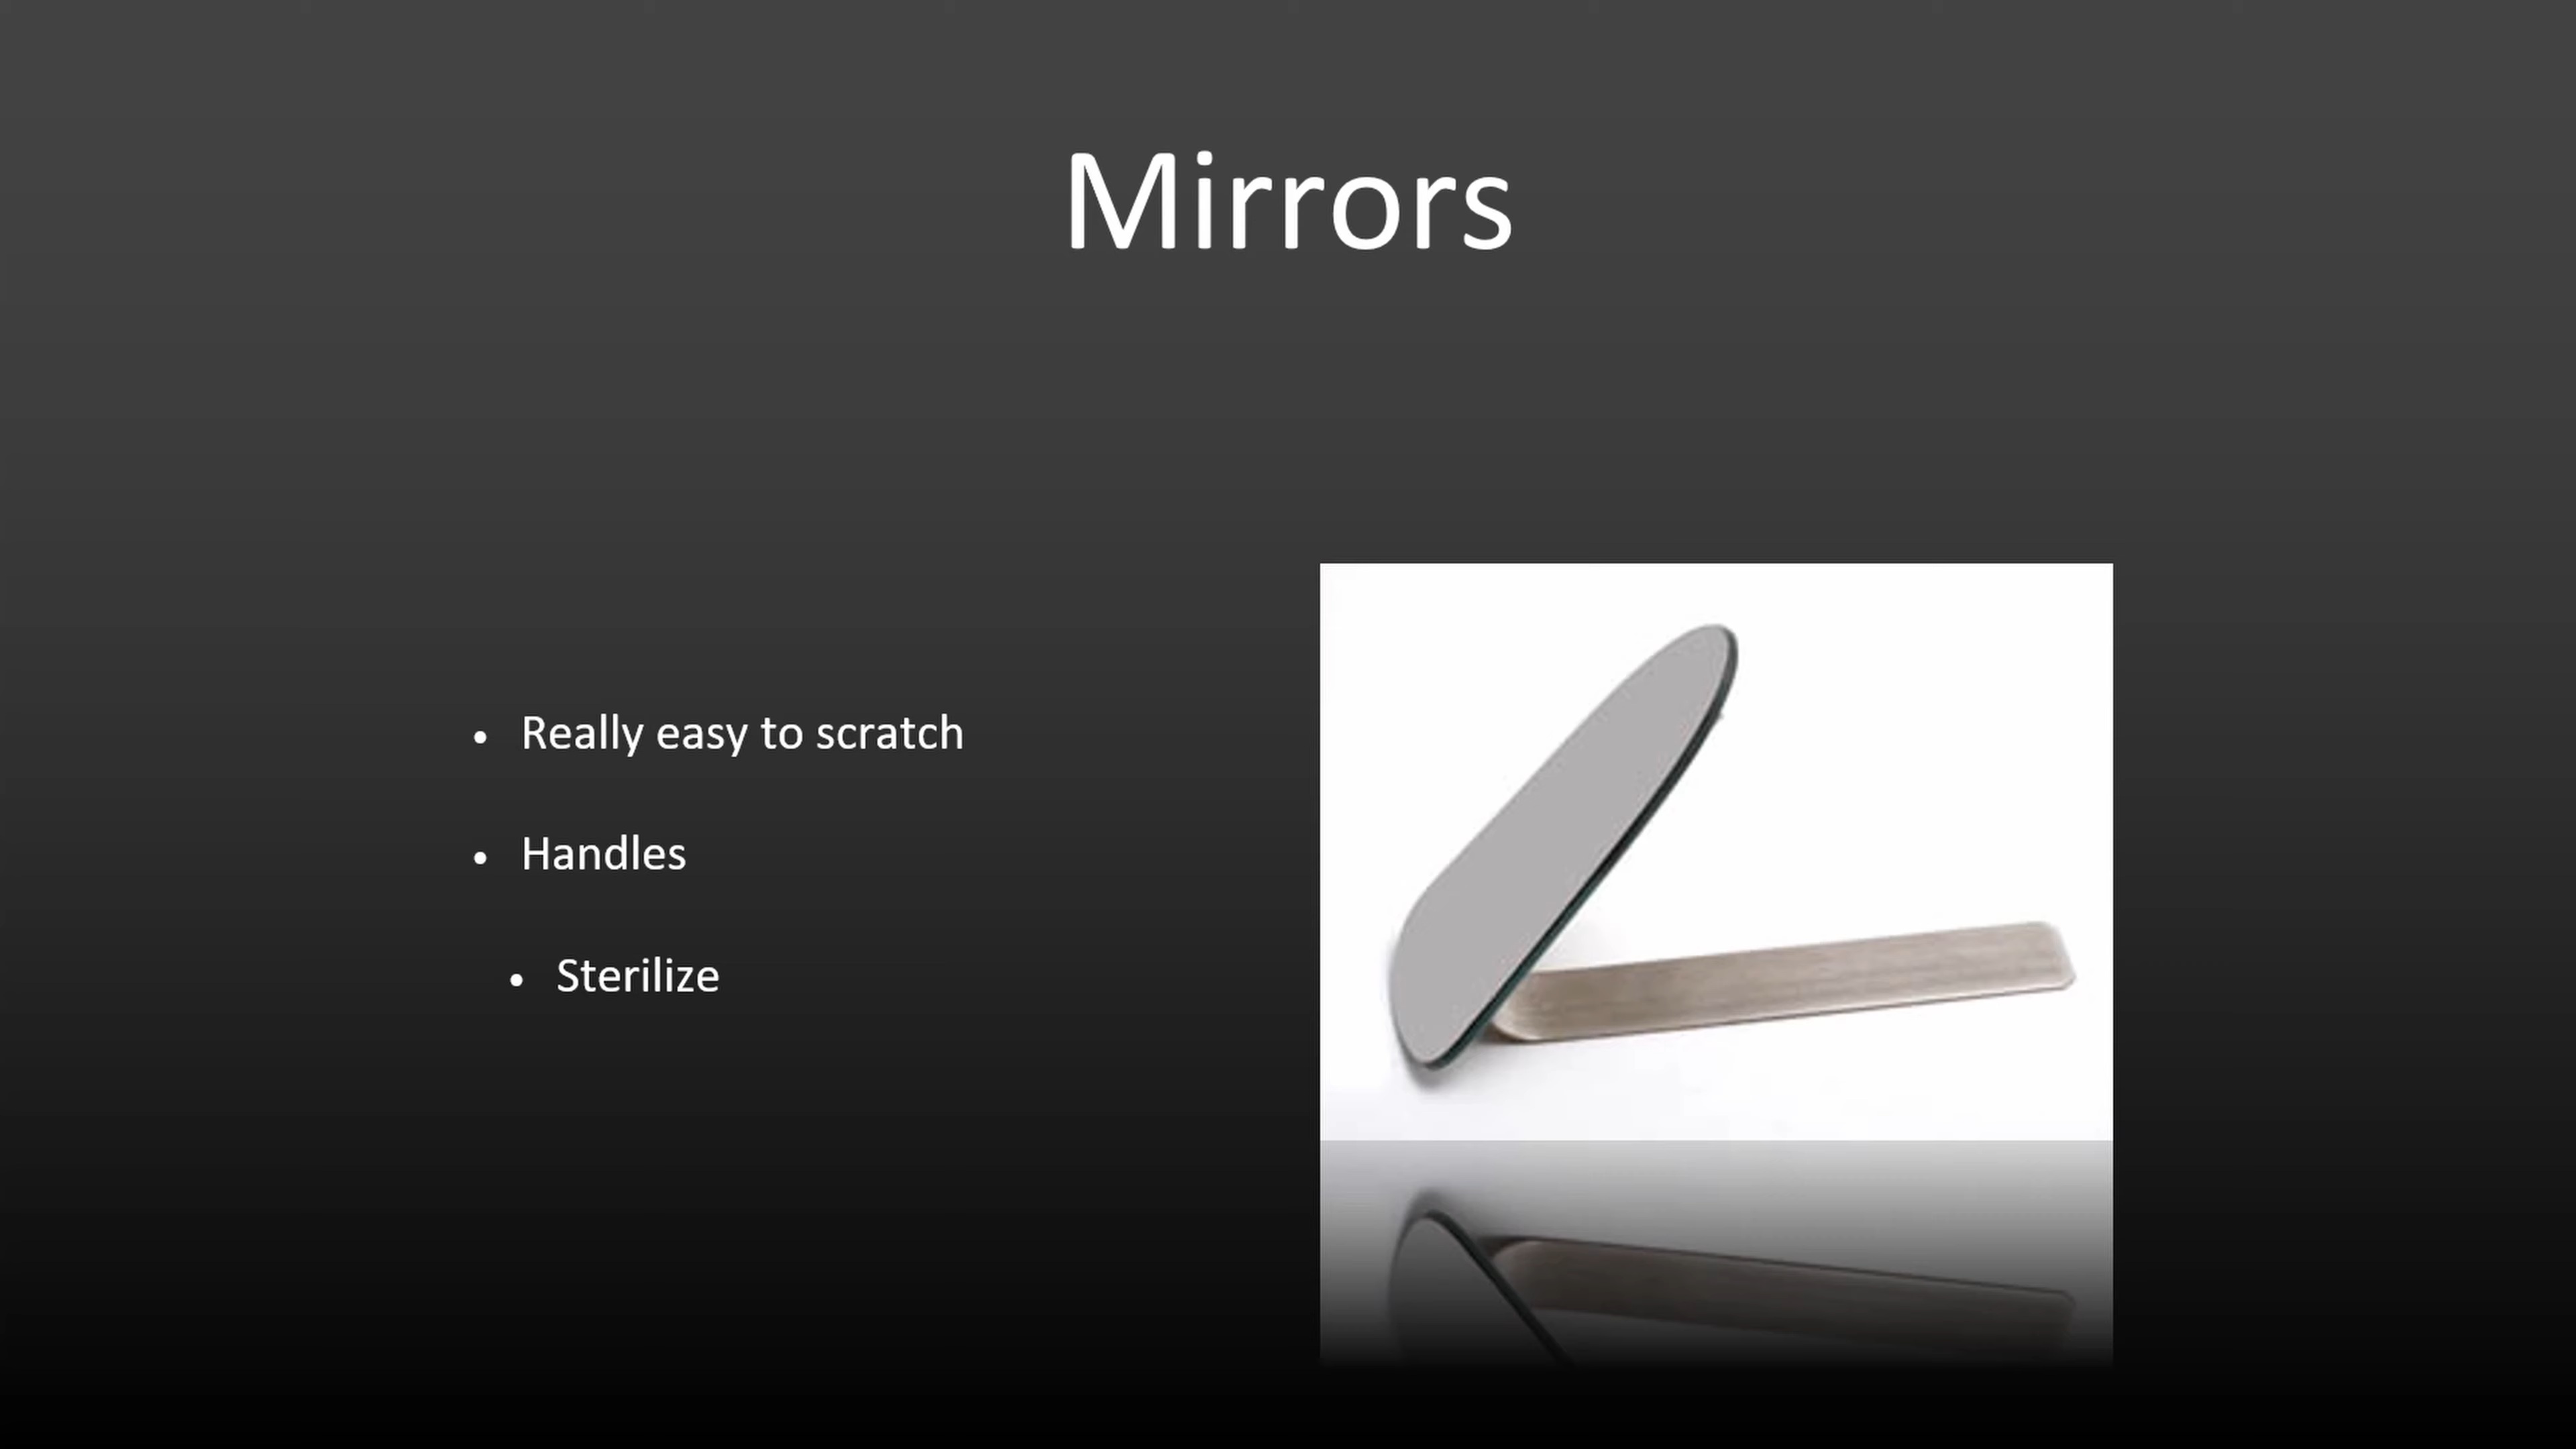 Mirrors
• Really easy to scratch
• Handles
• Sterilize